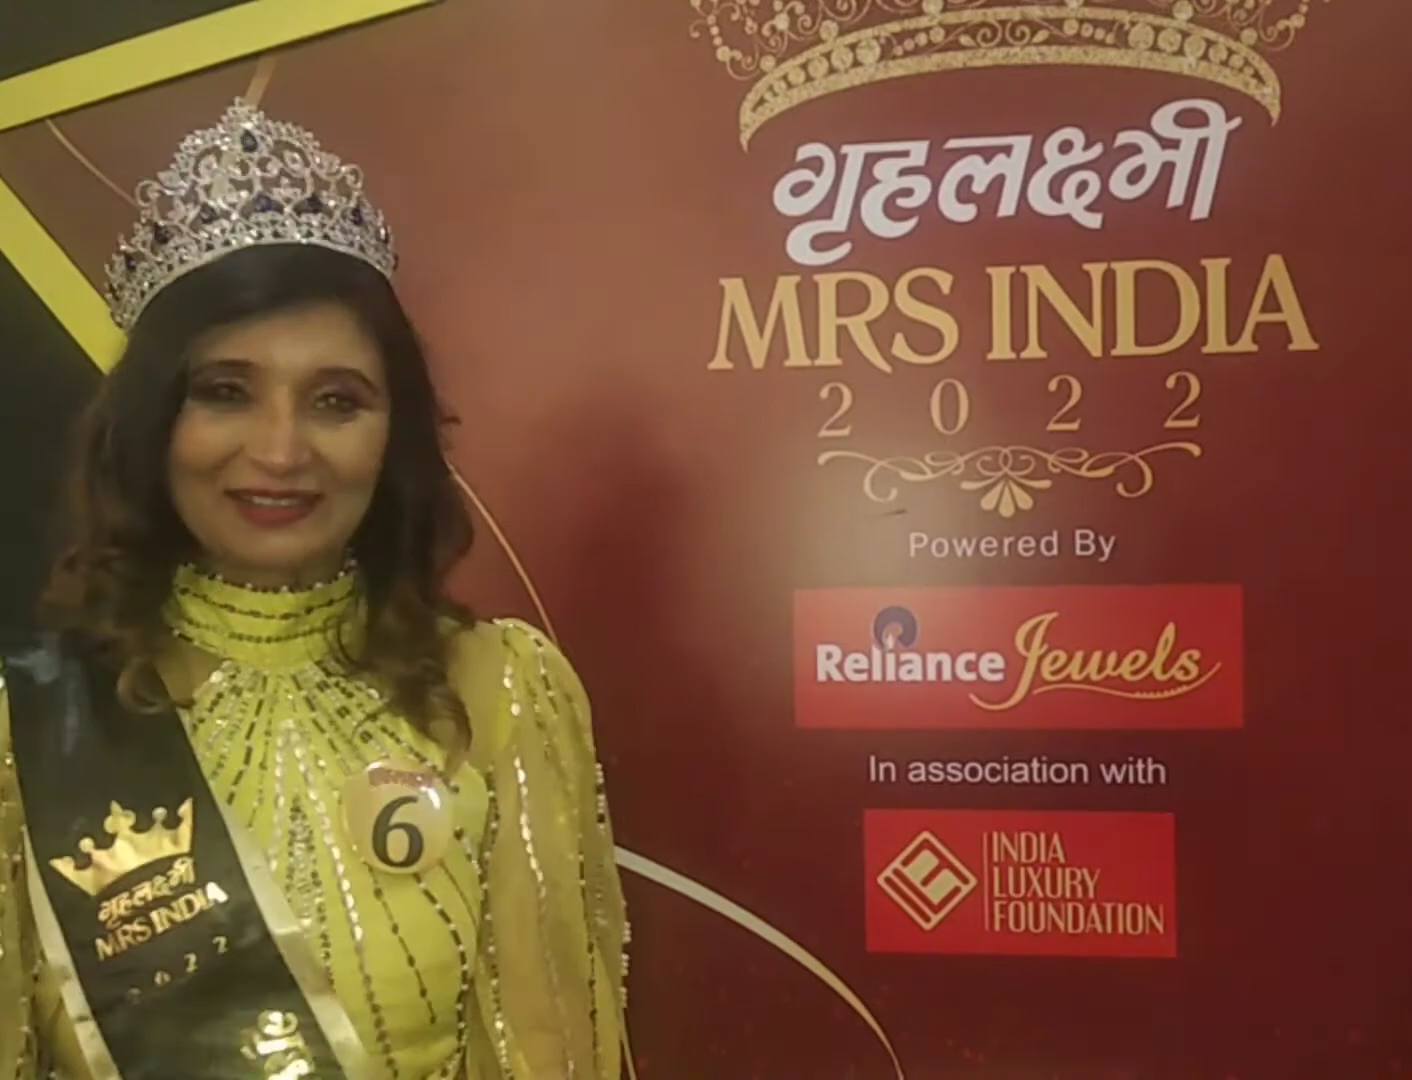 गृहलक्ष्मी
MRS INDIA
2022
Powered By
Reliance Jewels
In association with
INDIA
LUXURY
FOUNDATION
6
गृहलक्ष्मी
MRS INDIA
2022